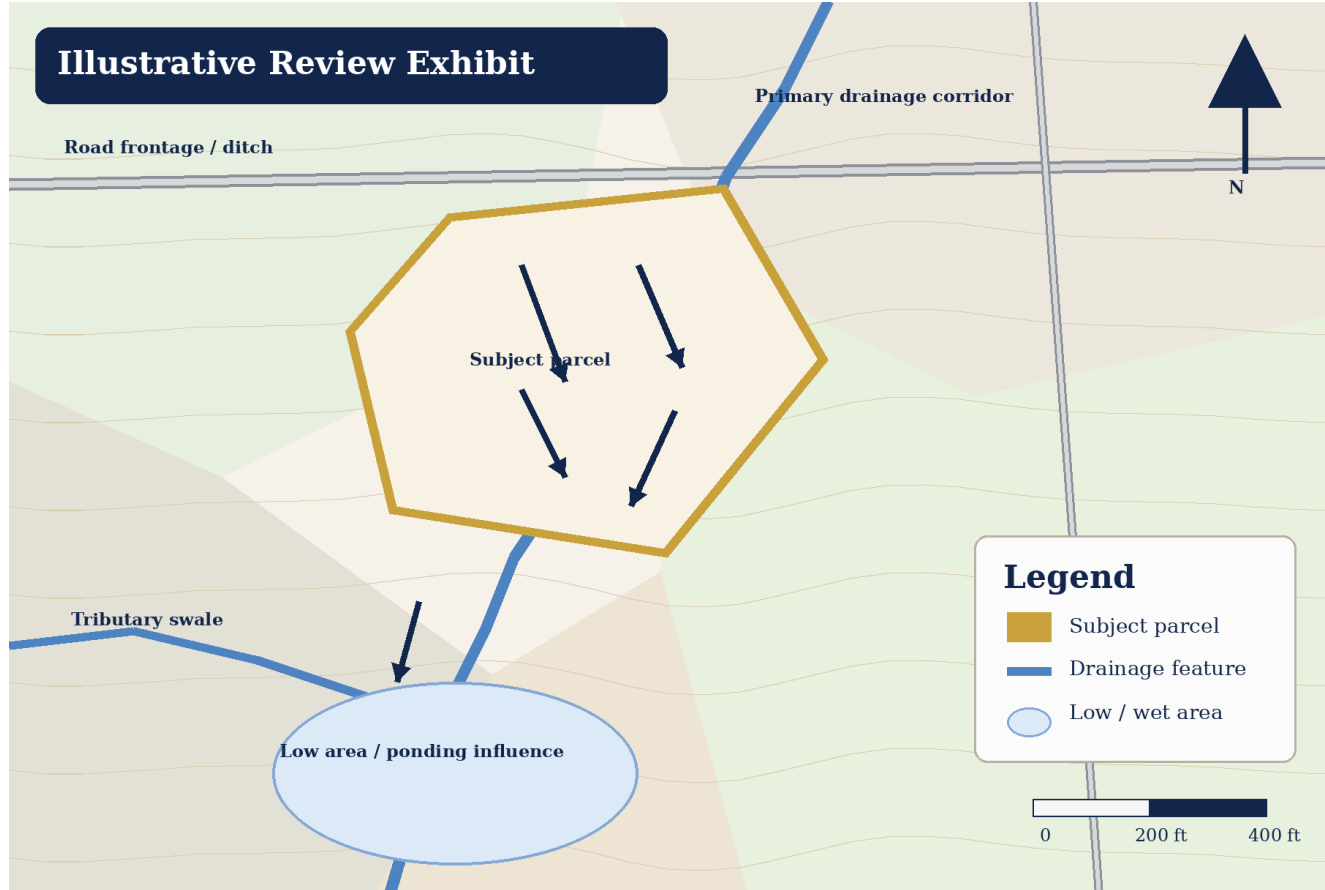 Illustrative Review Exhibit
Primary drainage corridor
Road frontage / ditch
N
Subject parcel
Tributary swale
Low area / ponding influence
Legend
Subject parcel
Drainage feature
Low / wet area
0 200 ft 400 ft